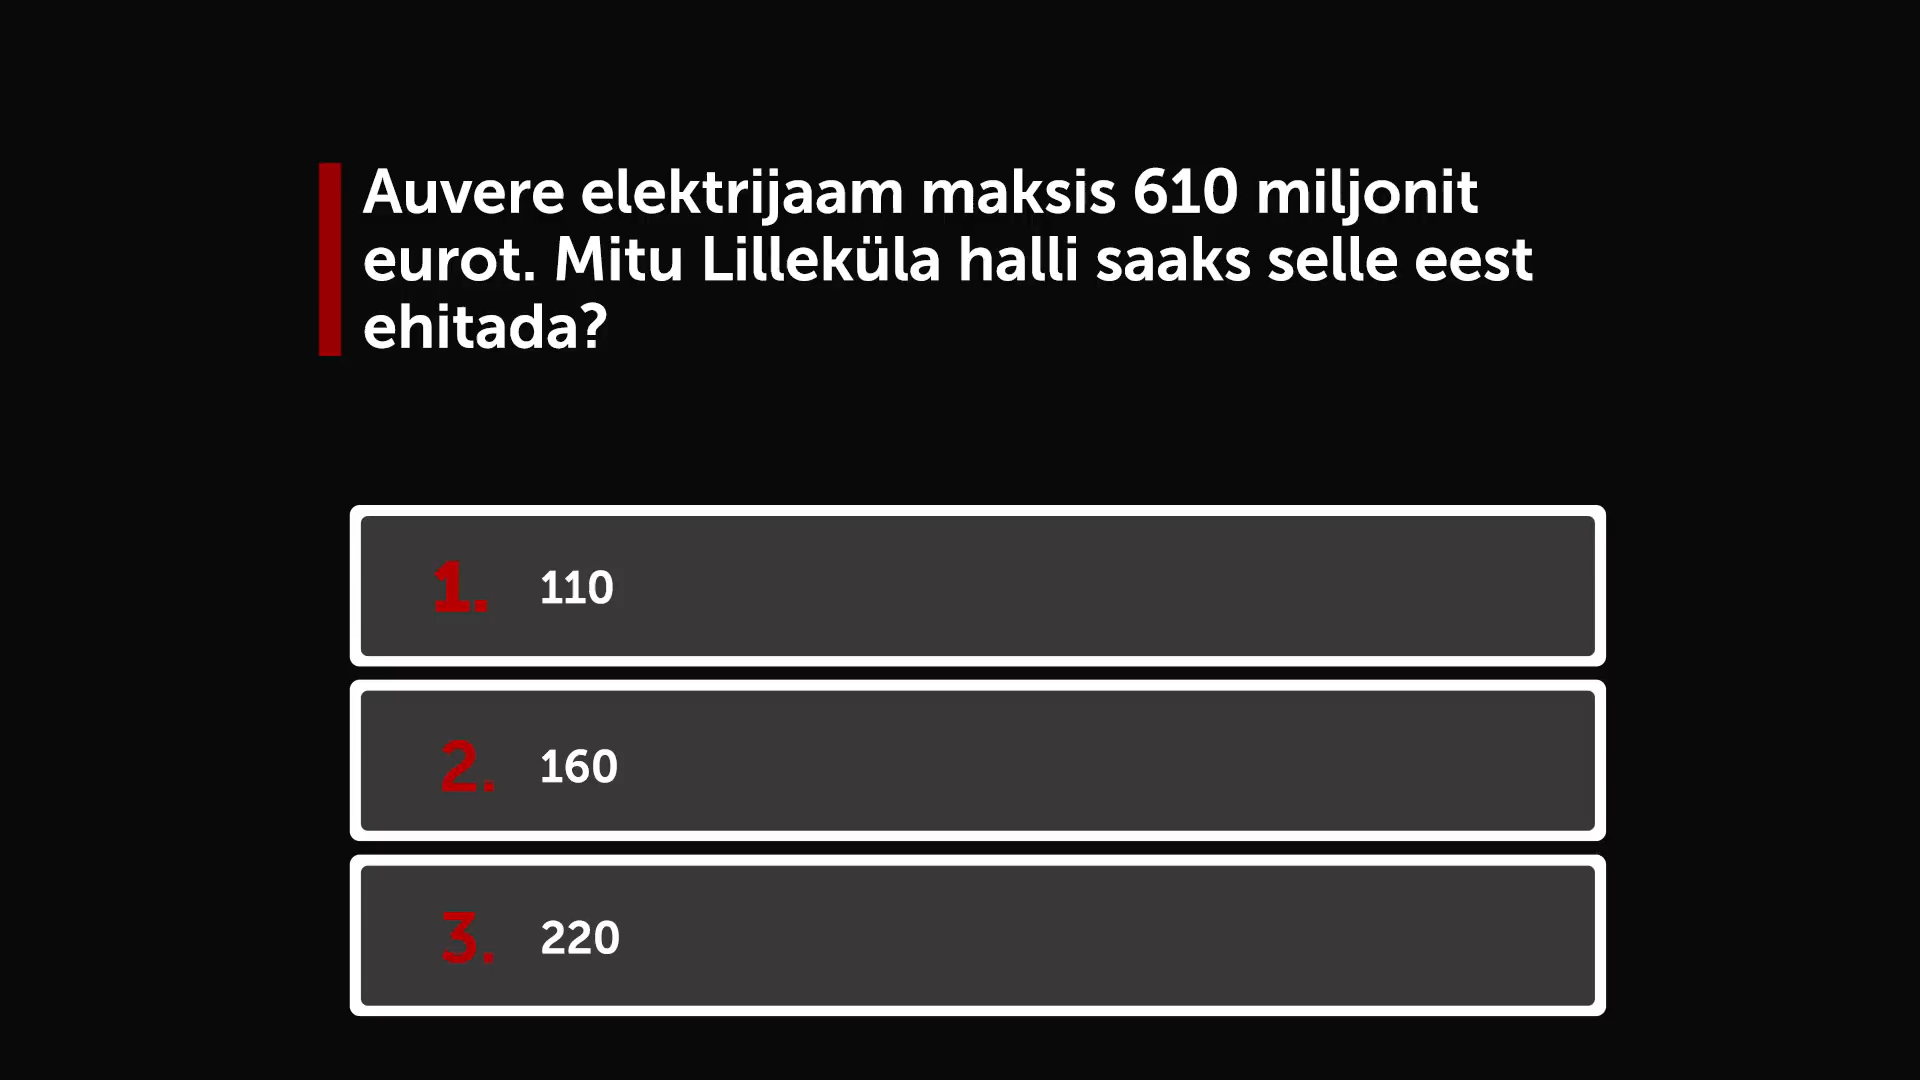 Auvere elektrijaam maksis 610 miljonit
eurot. Mitu Lilleküla halli saaks selle eest
ehitada?
1. 110
2. 160
3. 220